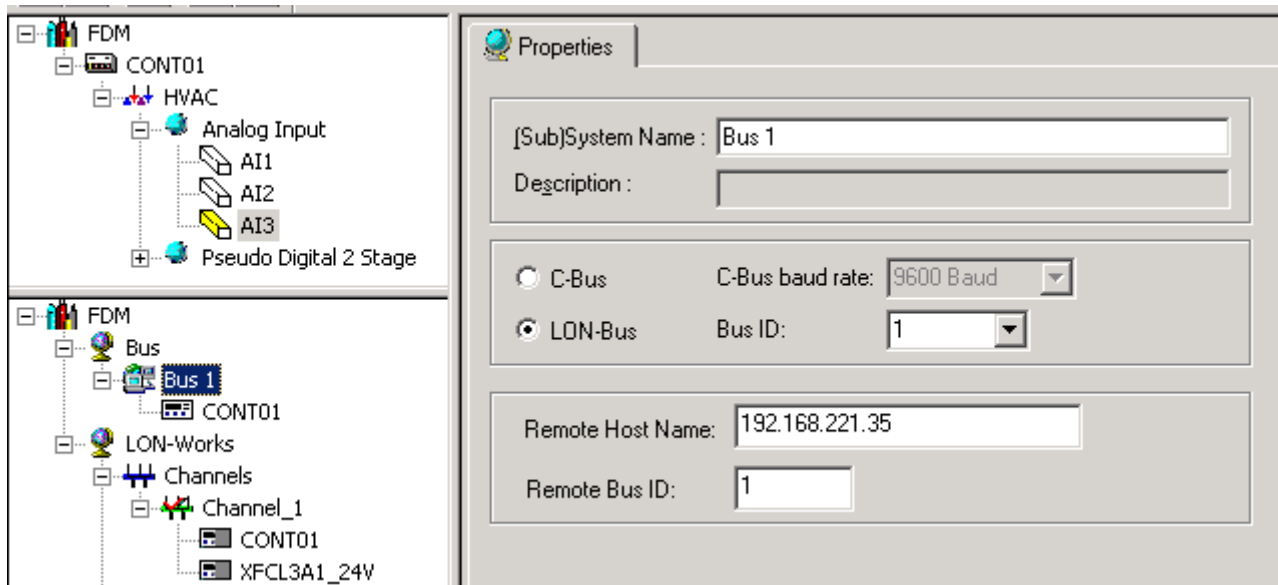 FDM
CONT01
HVAC
Analog Input
AI1
AI2
AI3
Pseudo Digital 2 Stage
FDM
Bus
Bus 1
CONT01
LON-Works
Channels
Channel_1
CONT01
XFCL3A1_24V
Properties
(Sub)System Name : Bus 1
Description :
C-Bus C-Bus baud rate: 9600 Baud
LON-Bus Bus ID: 1
Remote Host Name: 192.168.221.35
Remote Bus ID: 1